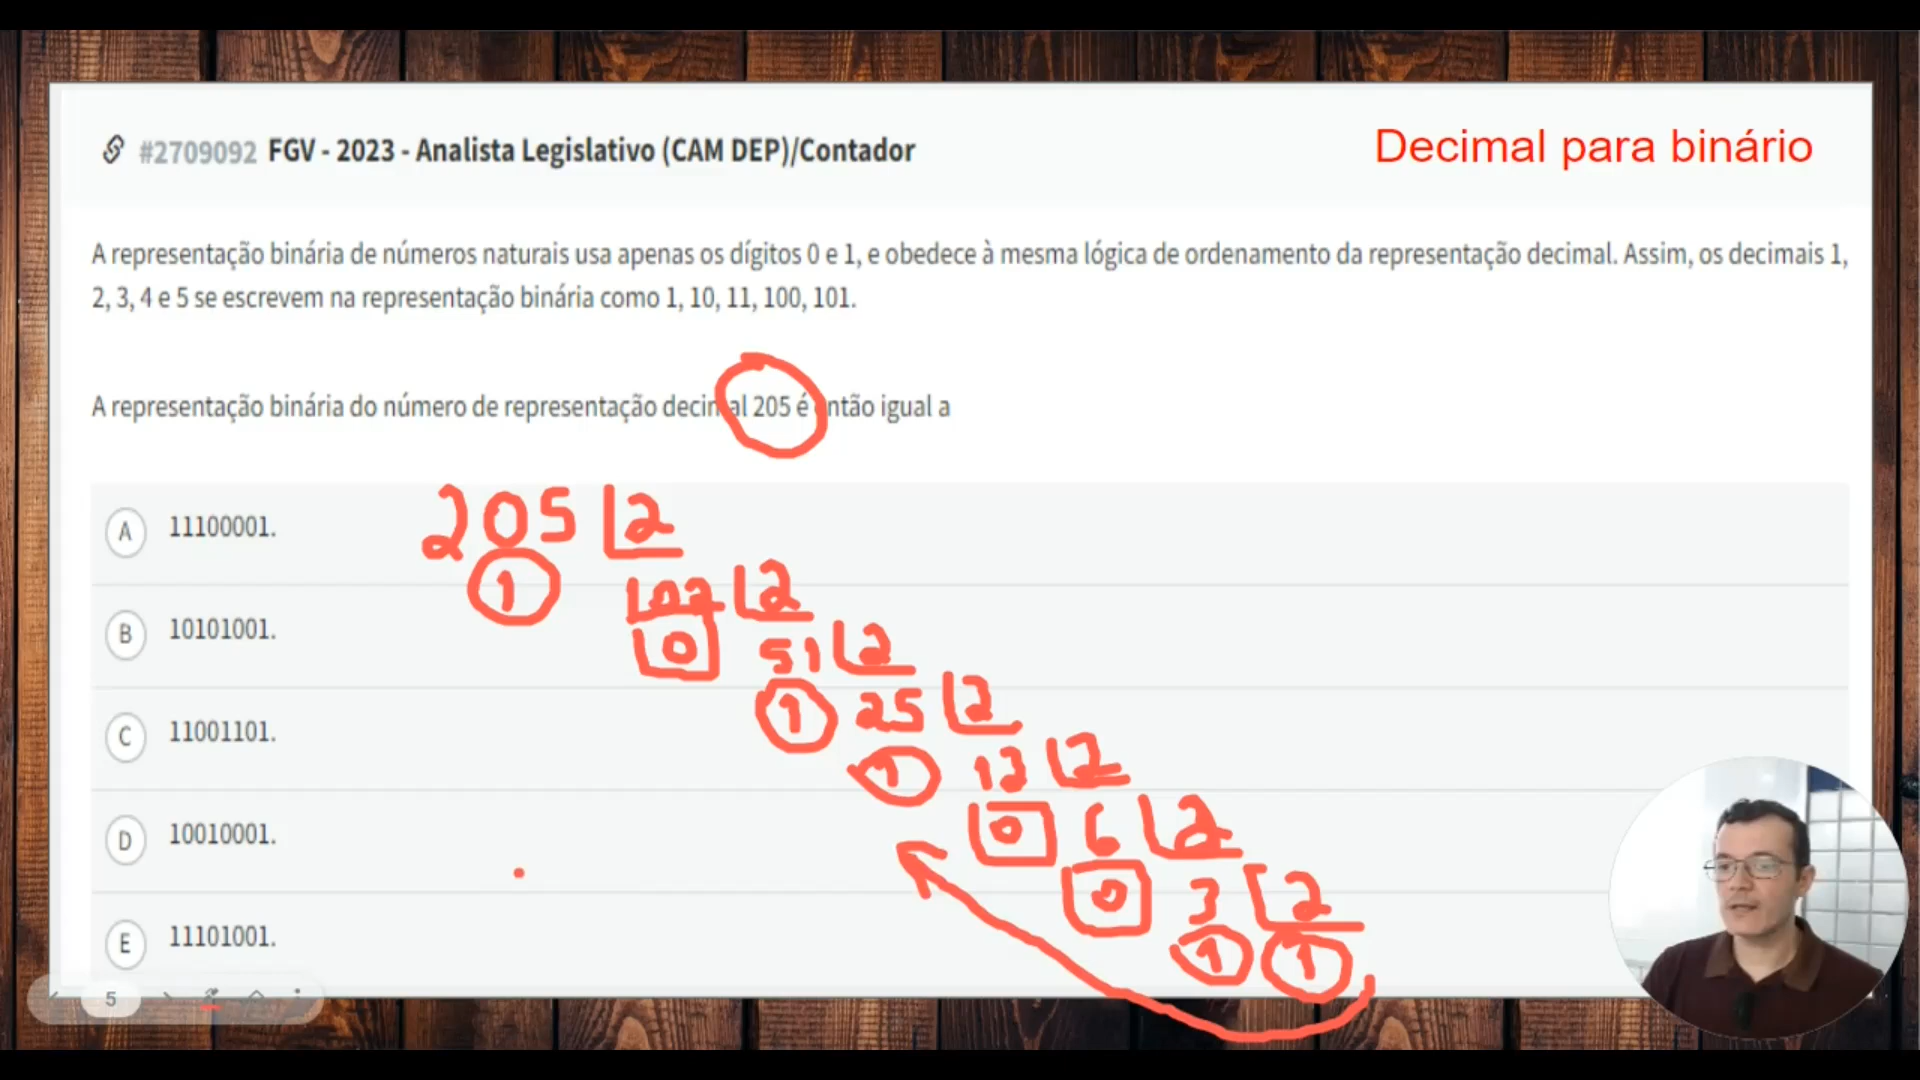 #2709092 FGV - 2023 - Analista Legislativo (CAM DEP)/Contador
Decimal para binário
A representação binária de números naturais usa apenas os dígitos 0 e 1, e obedece à mesma lógica de ordenamento da representação decimal. Assim, os decimais 1,
2, 3, 4 e 5 se escrevem na representação binária como 1, 10, 11, 100, 101.
A representação binária do número de representação decimal 205 é então igual a
A 11100001.
B 10101001.
C 11001101.
D 10010001.
E 11101001.
205 2
1 102 2
0 51 2
1 25 2
1 12 2
0 6 2
0 3 2
1 1
5